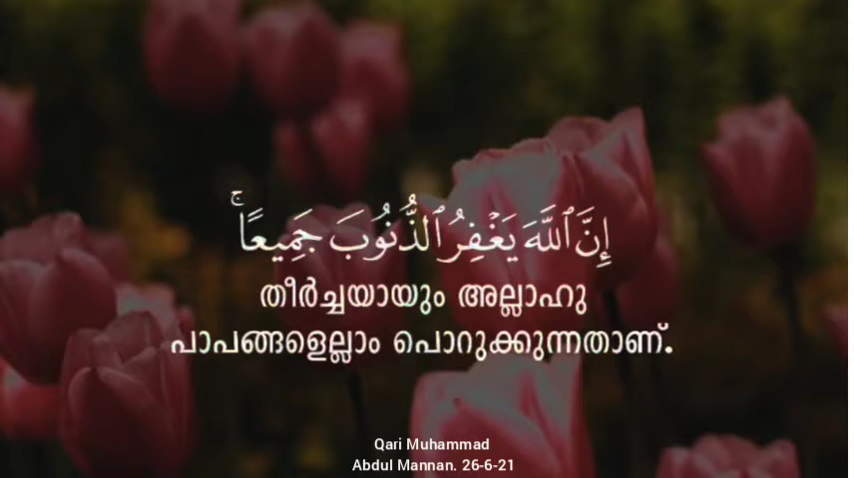 إِنَّ ٱللَّهَ يَغْفِرُ ٱلذُّنُوبَ جَمِيعًا ۚ
തീർച്ചയായും അല്ലാഹു
പാപങ്ങളെല്ലാം പൊറുക്കുന്നതാണ്.
Qari Muhammad
Abdul Mannan. 26-6-21